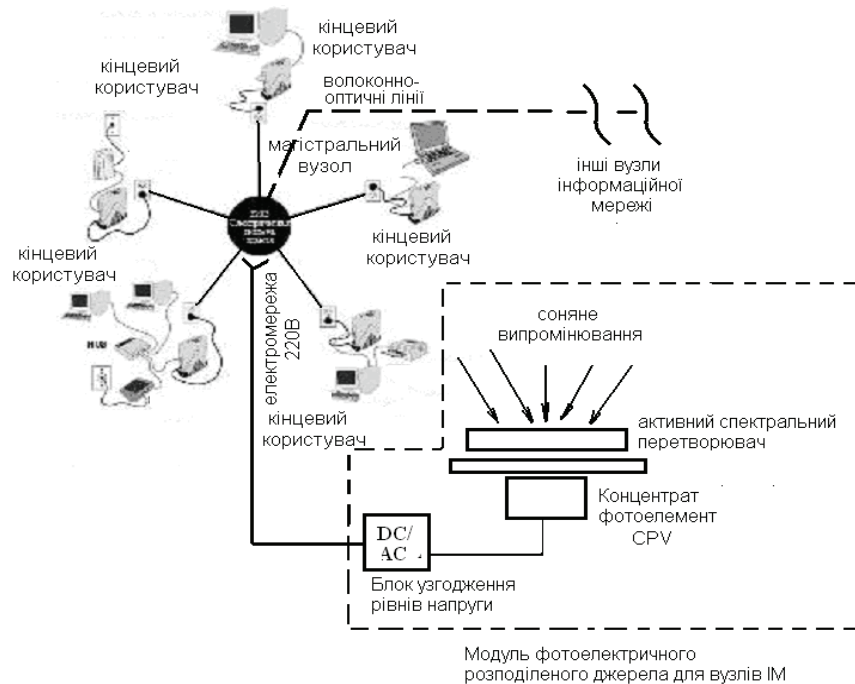 кінцевий
користувач
кінцевий
користувач
волоконно-
оптичні лінії
магістральний
вузол
інші вузли
інформаційної
мережі
кінцевий
користувач
кінцевий
користувач
HUB
електромережа
220В
кінцевий
користувач
соняне
випромінювання
активний спектральний
перетворювач
Концентрат
фотоелемент
CPV
DC/
AC
Блок узгодження
рівнів напруги
Модуль фотоелектричного
розподіленого джерела для вузлів ІМ